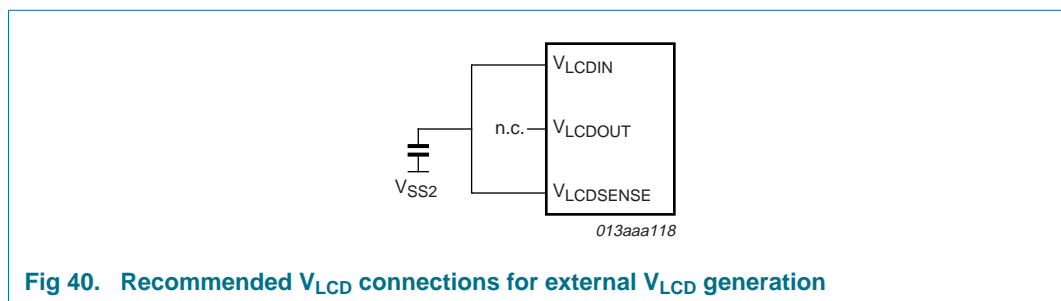 VLCDIN
n.c.
VLCDOUT
VSS2
VLCDSENSE
013aaa118
Fig 40. Recommended VLCD connections for external VLCD generation